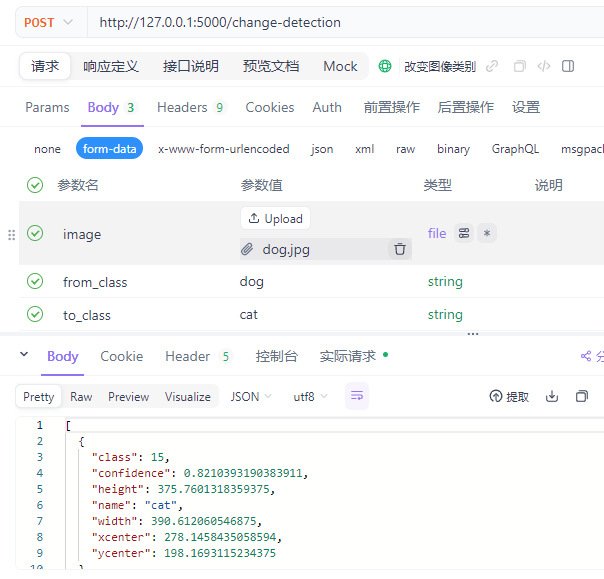 POST http://127.0.0.1:5000/change-detection
请求 响应定义 接口说明 预览文档 Mock 改变图像类别
Params Body 3 Headers 9 Cookies Auth 前置操作 后置操作 设置
none form-data x-www-form-urlencoded json xml raw binary GraphQL msgpac
参数名 参数值 类型 说明
Upload
image file *
dog.jpg
from_class dog string
to_class cat string
Body Cookie Header 5 控制台 实际请求 分
Pretty Raw Preview Visualize JSON utf8 提取
1 [
2 {
3 "class": 15,
4 "confidence": 0.8210393190383911,
5 "height": 375.7601318359375,
6 "name": "cat",
7 "width": 390.612060546875,
8 "xcenter": 278.1458435058594,
9 "ycenter": 198.1693115234375
10 }